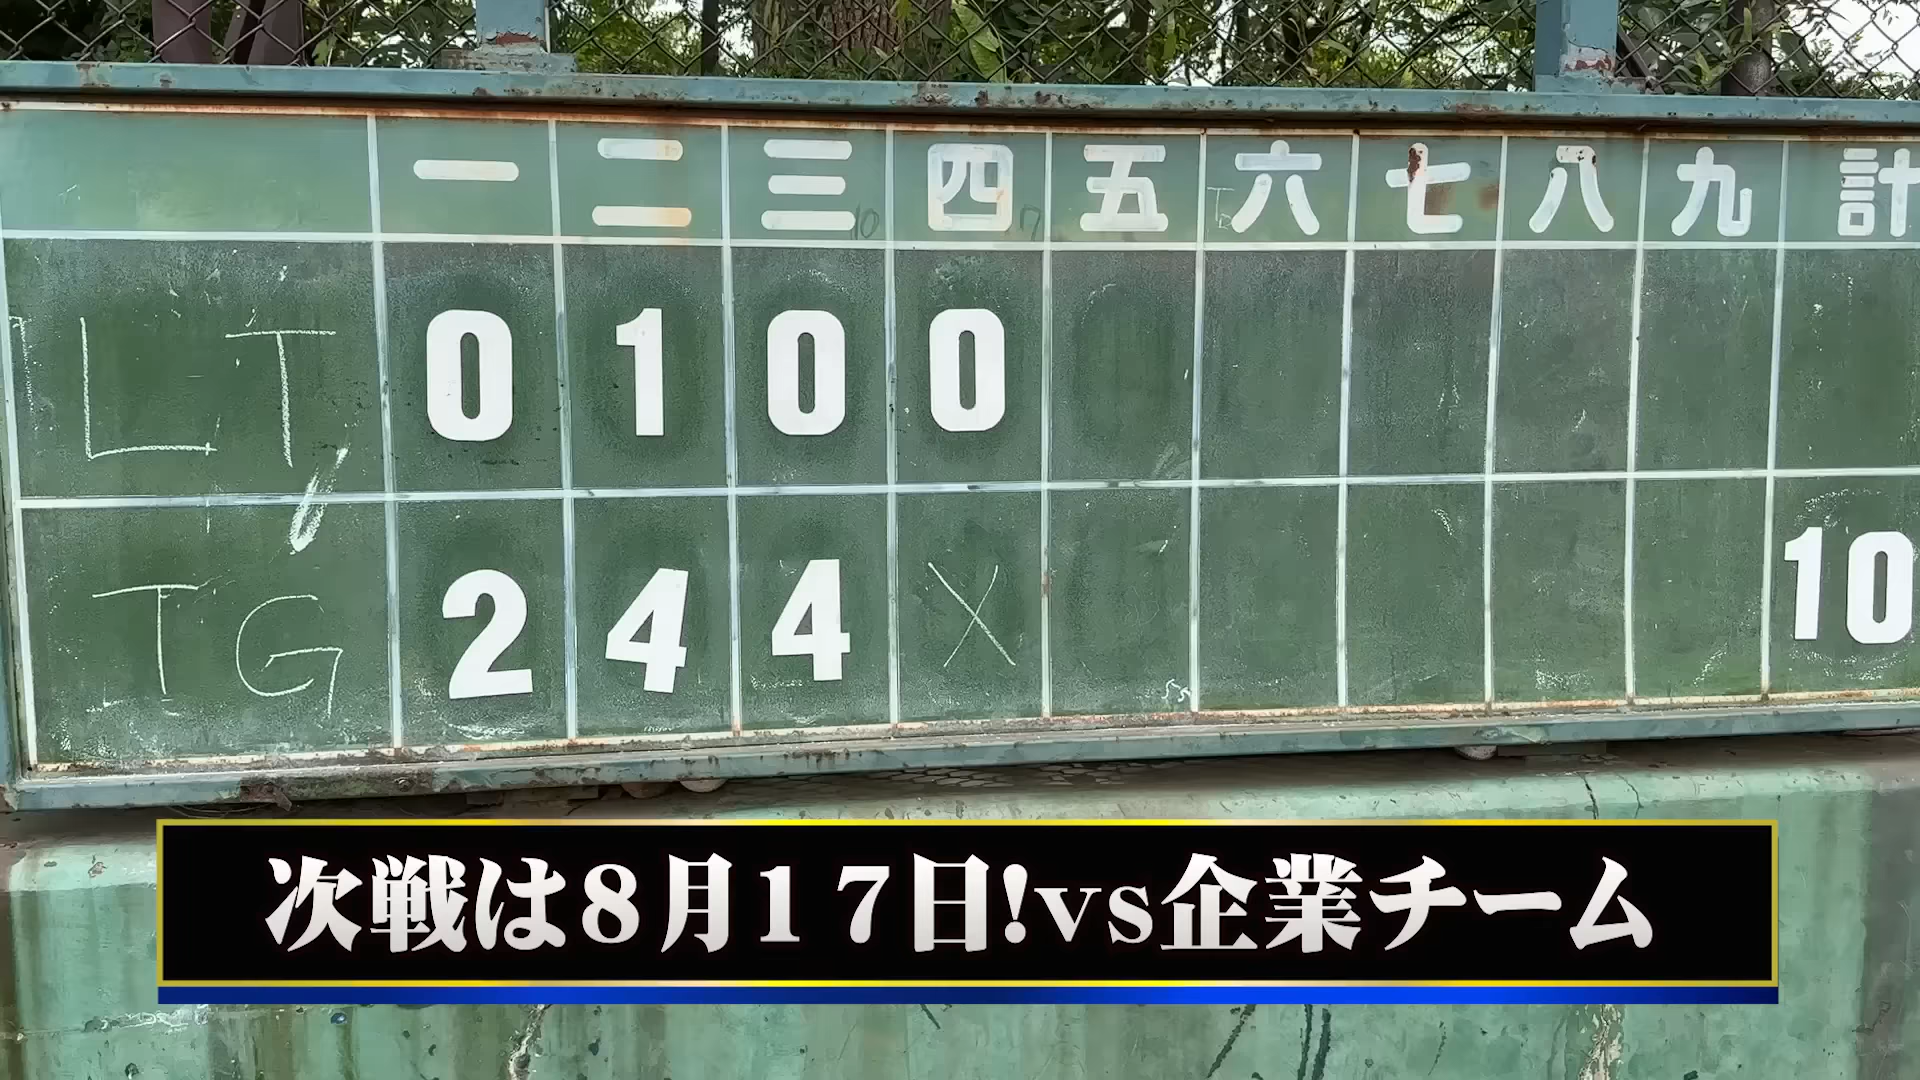 一 二 三 四 五 六 七 八 九 計
LT 0 1 0 0
TG 2 4 4 X 10
次戦は8月17日!vs企業チーム